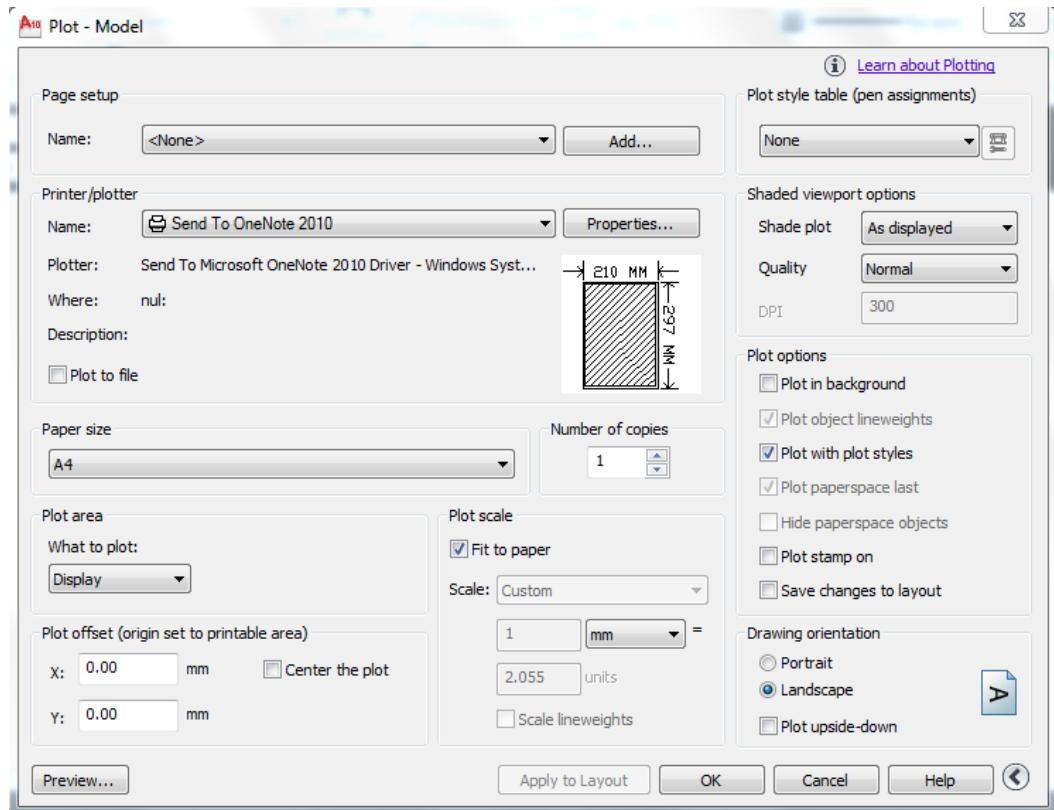 A10 Plot - Model
Learn about Plotting
Page setup
Name: <None> Add...
Plot style table (pen assignments)
None
Printer/plotter
Name: Send To OneNote 2010 Properties...
Plotter: Send To Microsoft OneNote 2010 Driver - Windows Syst...
Where: nul:
Description:
Plot to file
210 MM
297 MM
Shaded viewport options
Shade plot As displayed
Quality Normal
DPI 300
Paper size
A4
Number of copies
1
Plot options
Plot in background
Plot object lineweights
Plot with plot styles
Plot paperspace last
Hide paperspace objects
Plot stamp on
Save changes to layout
Plot area
What to plot:
Display
Plot scale
Fit to paper
Scale: Custom
1 mm =
2.055 units
Scale lineweights
Plot offset (origin set to printable area)
X: 0.00 mm Center the plot
Y: 0.00 mm
Drawing orientation
Portrait
Landscape
Plot upside-down
A
Preview... Apply to Layout OK Cancel Help